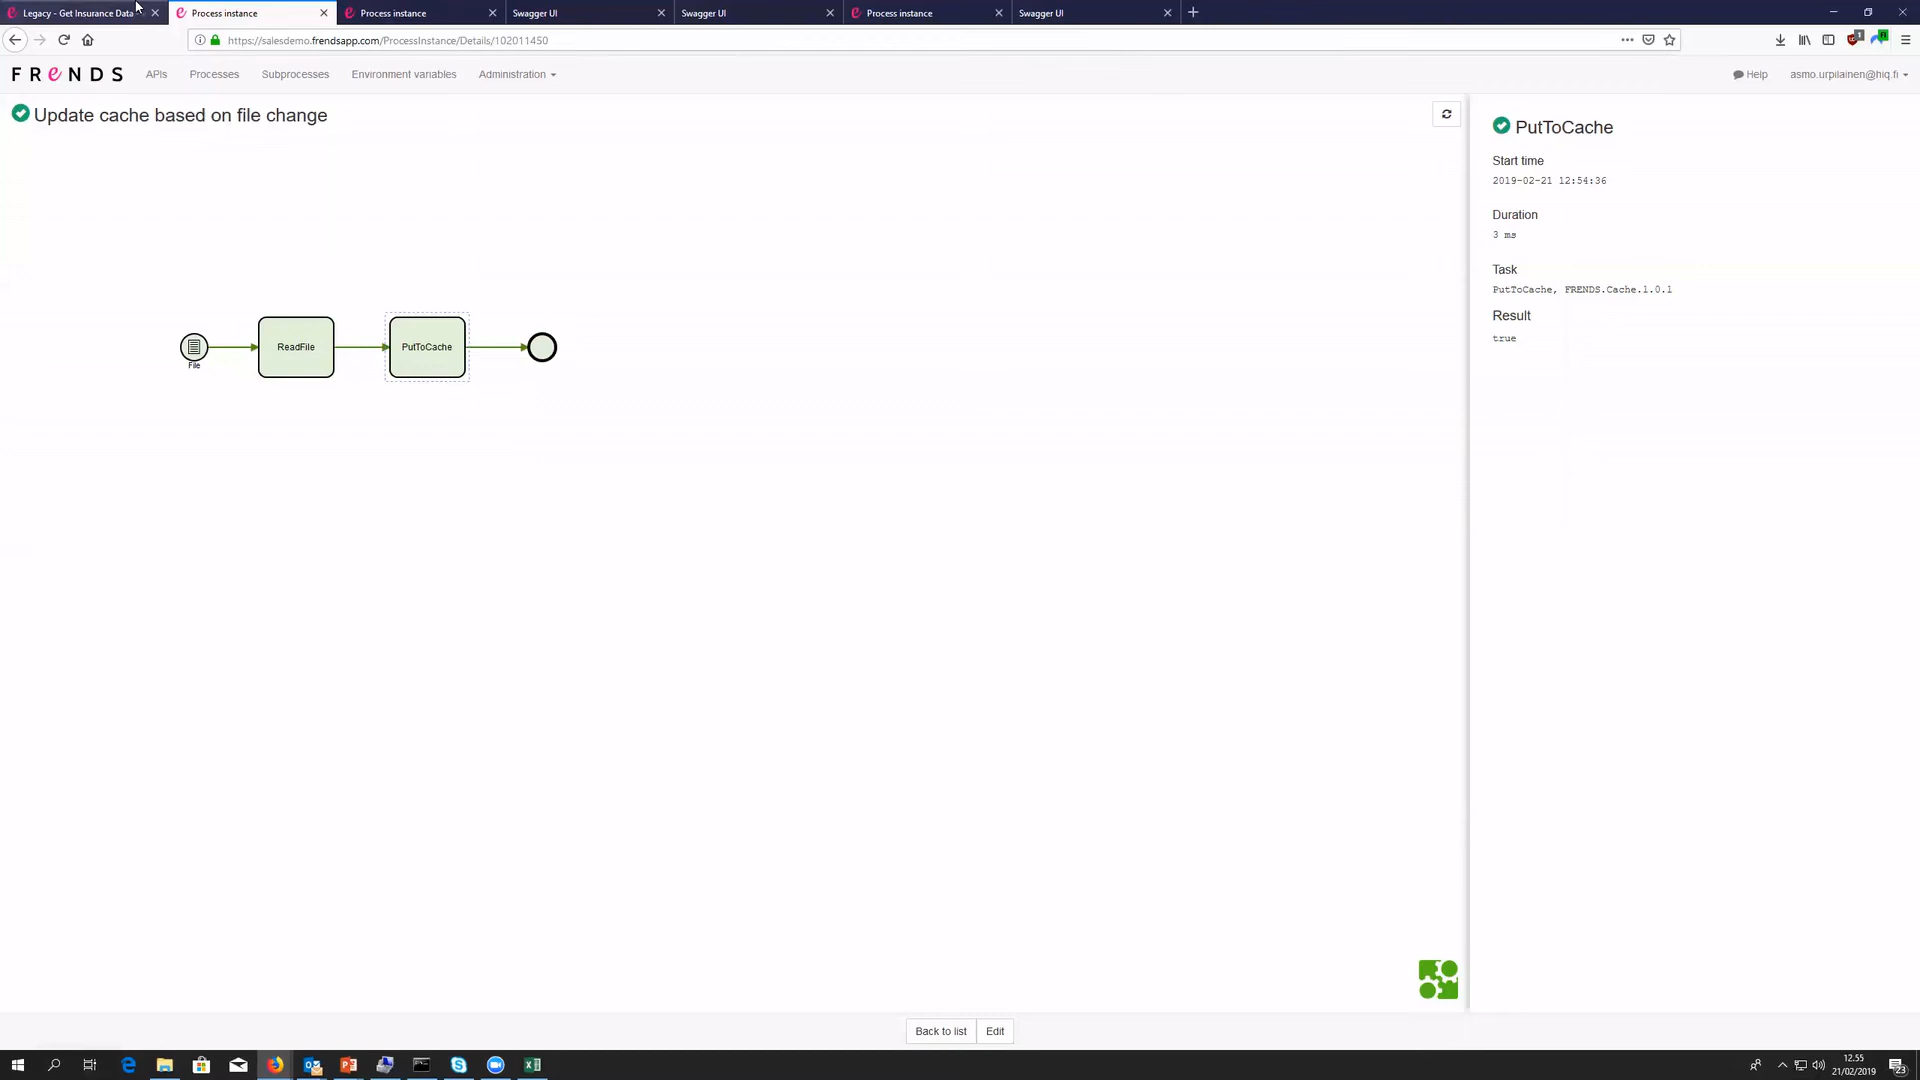 Legacy - Get Insurance Data
Process instance
Process instance
Swagger UI
Swagger UI
Process instance
Swagger UI
https://salesdemo.frendsapp.com/ProcessInstance/Details/102011450
FReNDS
APIs
Processes
Subprocesses
Environment variables
Administration
Help
asmo.urpilainen@hiq.fi
Update cache based on file change
File
ReadFile
PutToCache
PutToCache
Start time
2019-02-21 12:54:36
Duration
3 ms
Task
PutToCache, FRENDS.Cache.1.0.1
Result
true
Back to list
Edit
12.55
21/02/2019
23